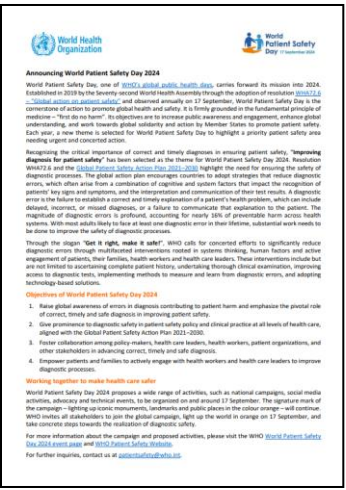 World Health
Organization
World
Patient Safety
Day 17 September 2024
Announcing World Patient Safety Day 2024
World Patient Safety Day, one of WHO's global public health days, carries forward its mission into 2024.
Established in 2019 by the Seventy-second World Health Assembly through the adoption of resolution WHA72.6
– "Global action on patient safety" – and observed annually on 17 September, World Patient Safety Day is the
cornerstone of action to promote global health and safety. It is firmly grounded in the fundamental principle of
medicine – "first do no harm". Its objectives are to increase public awareness and engagement, enhance global
understanding, and work towards global solidarity and action by Member States to promote patient safety.
Each year, a new theme is selected for World Patient Safety Day to highlight a priority patient safety area
needing urgent and concerted action.
Recognizing the critical importance of correct and timely diagnoses in ensuring patient safety, "Improving
diagnosis for patient safety" has been selected as the theme for World Patient Safety Day 2024. Resolution
WHA72.6 and the Global Patient Safety Action Plan 2021–2030 highlight the need for ensuring the safety of
diagnostic processes. The global action plan encourages countries to adopt strategies that reduce diagnostic
errors, which often arise from a combination of cognitive and system factors that impact the recognition of
patients' key signs and symptoms, and the interpretation and communication of their test results. A diagnostic
error is the failure to establish a correct and timely explanation of a patient's health problem, which can include
delayed, incorrect, or missed diagnoses, or a failure to communicate that explanation to the patient. The
magnitude of diagnostic errors is profound, accounting for nearly 16% of preventable harm across health
systems. With most adults likely to face at least one diagnostic error in their lifetime, substantial work needs to
be done to improve the safety of diagnostic processes.
Through the slogan "Get it right, make it safe!", WHO calls for concerted efforts to significantly reduce
diagnostic errors through multifaceted interventions rooted in systems thinking, human factors and active
engagement of patients, their families, health workers and health care leaders. These interventions include but
are not limited to ascertaining complete patient history, undertaking thorough clinical examination, improving
access to diagnostic tests, implementing methods to measure and learn from diagnostic errors, and adopting
technology-based solutions.
Objectives of World Patient Safety Day 2024
1. Raise global awareness of errors in diagnosis contributing to patient harm and emphasize the pivotal role
of correct, timely and safe diagnosis in improving patient safety.
2. Give prominence to diagnostic safety in patient safety policy and clinical practice at all levels of health care,
aligned with the Global Patient Safety Action Plan 2021–2030.
3. Foster collaboration among policy-makers, health care leaders, health workers, patient organizations, and
other stakeholders in advancing correct, timely and safe diagnosis.
4. Empower patients and families to actively engage with health workers and health care leaders to improve
diagnostic processes.
Working together to make health care safer
World Patient Safety Day 2024 proposes a wide range of activities, such as national campaigns, social media
activities, advocacy and technical events, to be organized on and around 17 September. The signature mark of
the campaign – lighting up iconic monuments, landmarks and public places in the colour orange – will continue.
WHO invites all stakeholders to join the global campaign, light up the world in orange on 17 September, and
take concrete steps towards the realization of diagnostic safety.
For more information about the campaign and proposed activities, please visit the WHO World Patient Safety
Day 2024 event page and WHO Patient Safety Website.
For further inquiries, contact us at patientsafety@who.int.